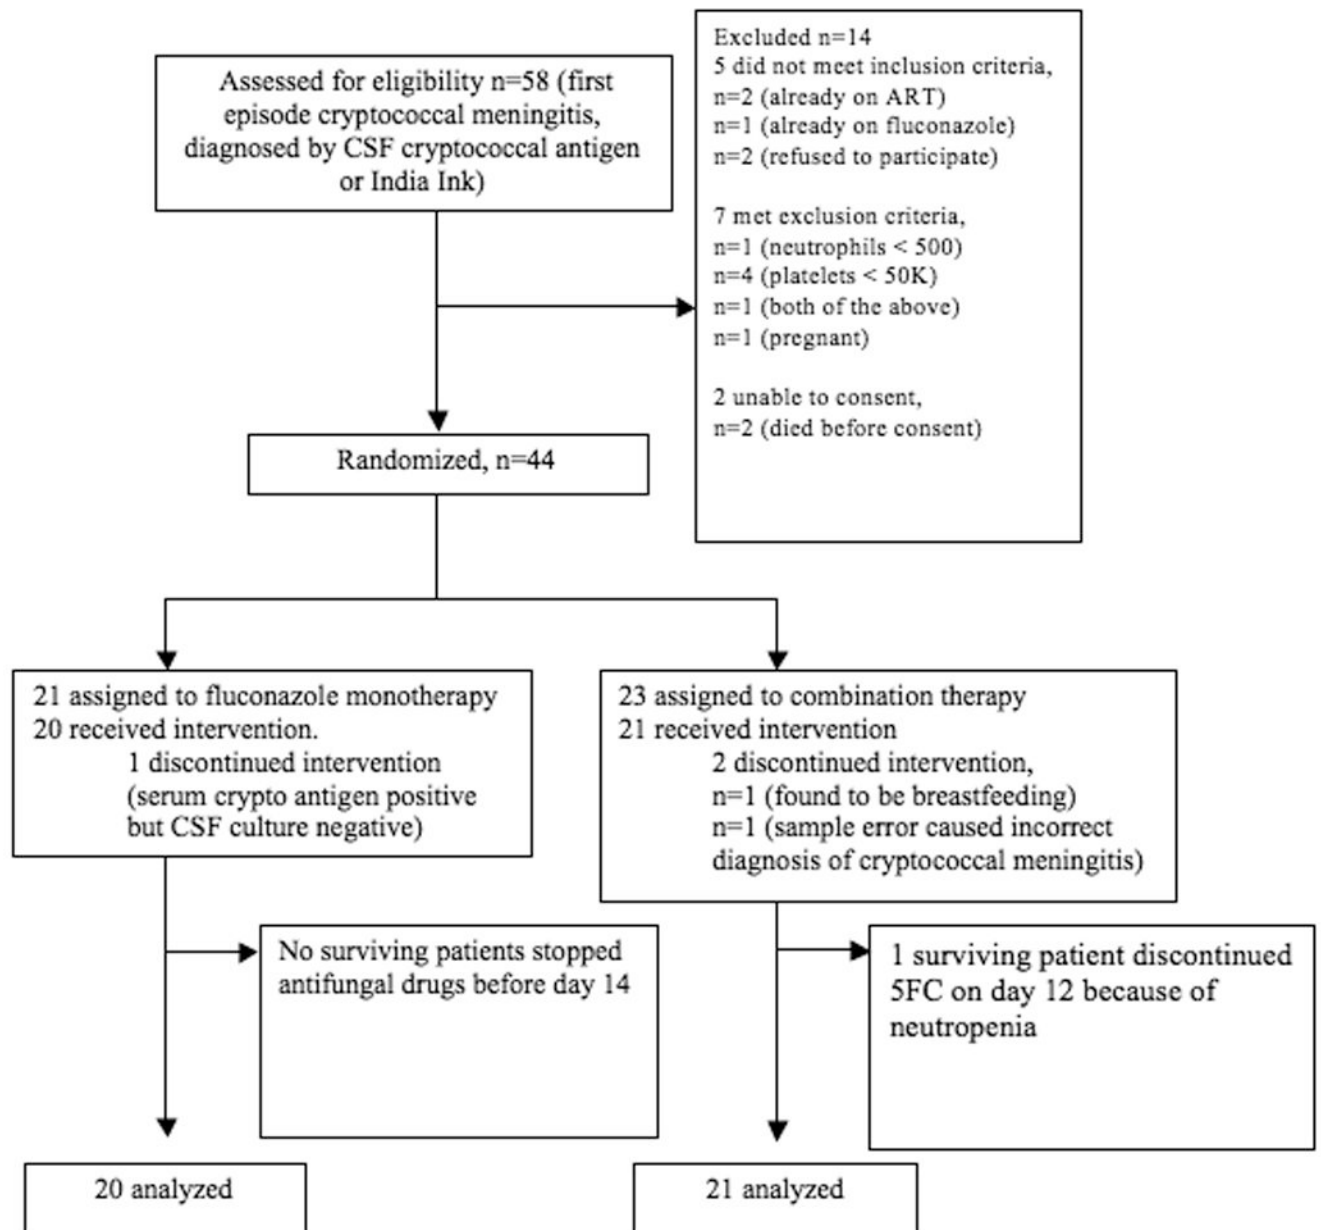 Assessed for eligibility n=58 (first
episode cryptococcal meningitis,
diagnosed by CSF cryptococcal antigen
or India Ink)
Excluded n=14
5 did not meet inclusion criteria,
n=2 (already on ART)
n=1 (already on fluconazole)
n=2 (refused to participate)
7 met exclusion criteria,
n=1 (neutrophils < 500)
n=4 (platelets < 50K)
n=1 (both of the above)
n=1 (pregnant)
2 unable to consent,
n=2 (died before consent)
Randomized, n=44
21 assigned to fluconazole monotherapy
20 received intervention.
1 discontinued intervention
(serum crypto antigen positive
but CSF culture negative)
23 assigned to combination therapy
21 received intervention
2 discontinued intervention,
n=1 (found to be breastfeeding)
n=1 (sample error caused incorrect
diagnosis of cryptococcal meningitis)
No surviving patients stopped
antifungal drugs before day 14
1 surviving patient discontinued
5FC on day 12 because of
neutropenia
20 analyzed
21 analyzed